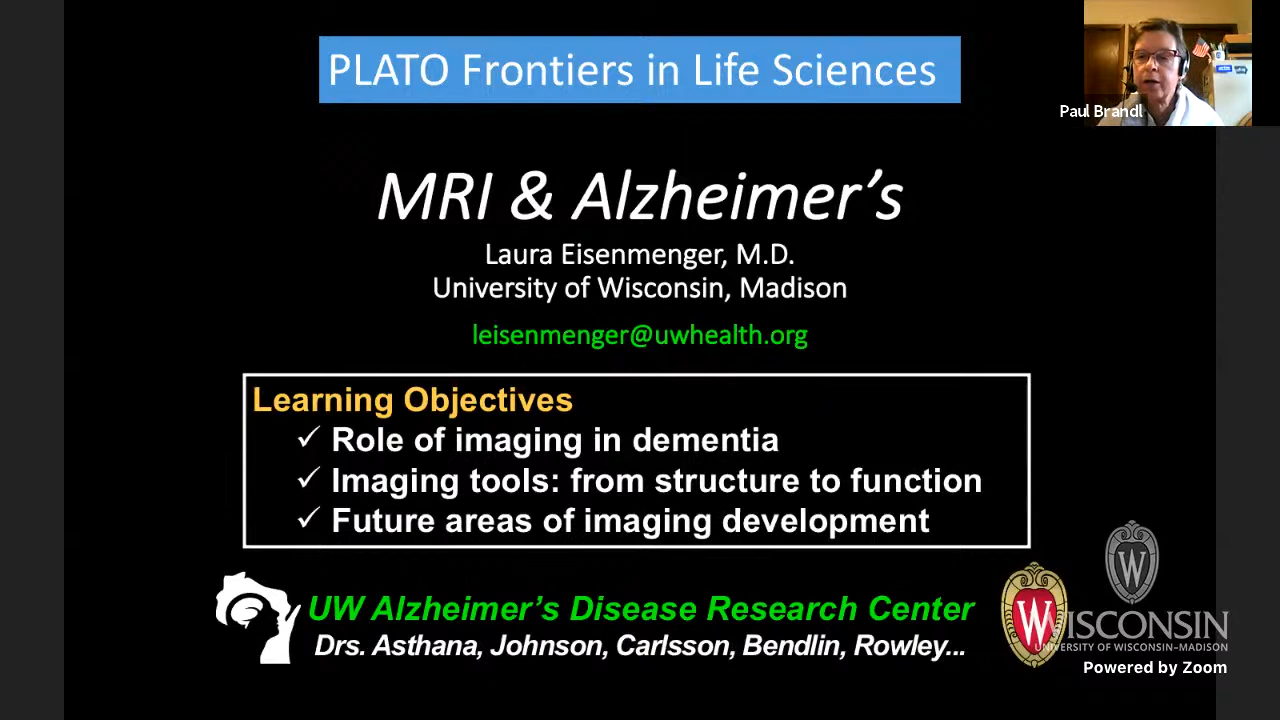 PLATO Frontiers in Life Sciences
Paul Brandl
MRI & Alzheimer's
Laura Eisenmenger, M.D.
University of Wisconsin, Madison
leisenmenger@uwhealth.org
Learning Objectives
✓ Role of imaging in dementia
✓ Imaging tools: from structure to function
✓ Future areas of imaging development
UW Alzheimer's Disease Research Center
Drs. Asthana, Johnson, Carlsson, Bendlin, Rowley...
W
W
WISCONSIN
UNIVERSITY OF WISCONSIN–MADISON
Powered by Zoom